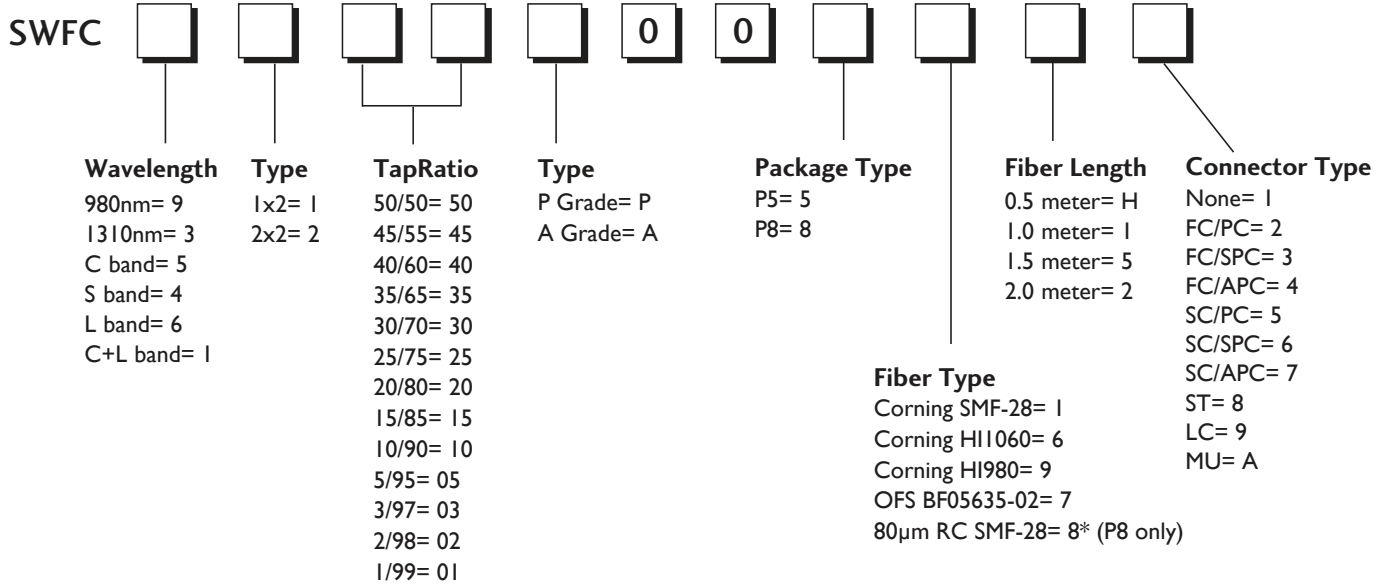 SWFC 0 0
Wavelength
980nm= 9
1310nm= 3
C band= 5
S band= 4
L band= 6
C+L band= 1
Type
1x2= 1
2x2= 2
TapRatio
50/50= 50
45/55= 45
40/60= 40
35/65= 35
30/70= 30
25/75= 25
20/80= 20
15/85= 15
10/90= 10
5/95= 05
3/97= 03
2/98= 02
1/99= 01
Type
P Grade= P
A Grade= A
Package Type
P5= 5
P8= 8
Fiber Type
Corning SMF-28= 1
Corning HI1060= 6
Corning HI980= 9
OFS BF05635-02= 7
80µm RC SMF-28= 8* (P8 only)
Fiber Length
0.5 meter= H
1.0 meter= 1
1.5 meter= 5
2.0 meter= 2
Connector Type
None= 1
FC/PC= 2
FC/SPC= 3
FC/APC= 4
SC/PC= 5
SC/SPC= 6
SC/APC= 7
ST= 8
LC= 9
MU= A